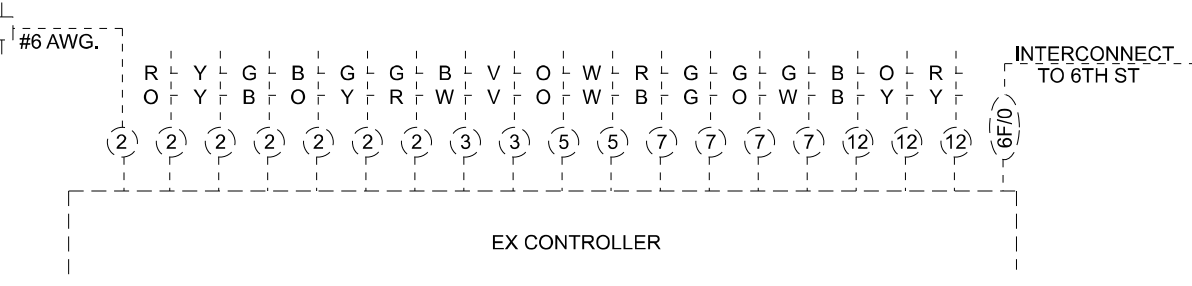 #6 AWG.
INTERCONNECT
TO 6TH ST
R Y G B G G B V O W R G G G B O R
O Y B O Y R W V O W B G O W B Y Y
2 2 2 2 2 2 2 3 3 5 5 7 7 7 7 12 12 12 6F/0
EX CONTROLLER